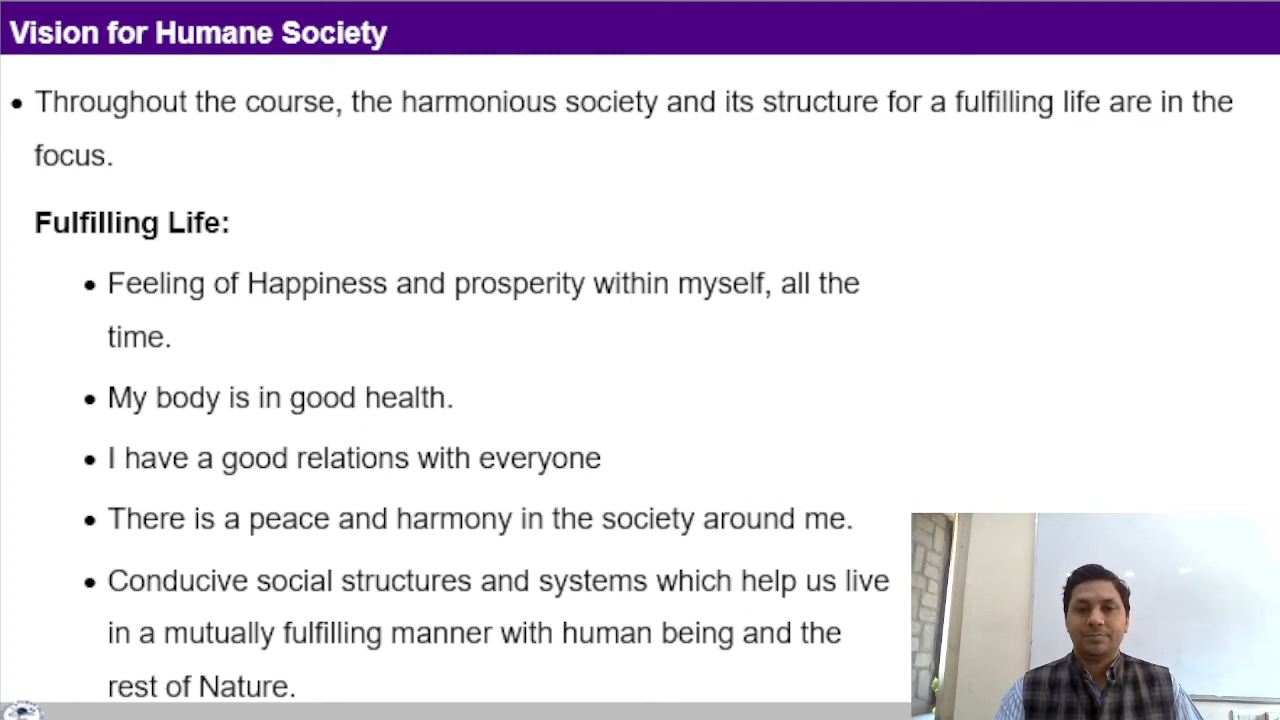 Vision for Humane Society
• Throughout the course, the harmonious society and its structure for a fulfilling life are in the
focus.
Fulfilling Life:
• Feeling of Happiness and prosperity within myself, all the
time.
• My body is in good health.
• I have a good relations with everyone
• There is a peace and harmony in the society around me.
• Conducive social structures and systems which help us live
in a mutually fulfilling manner with human being and the
rest of Nature.